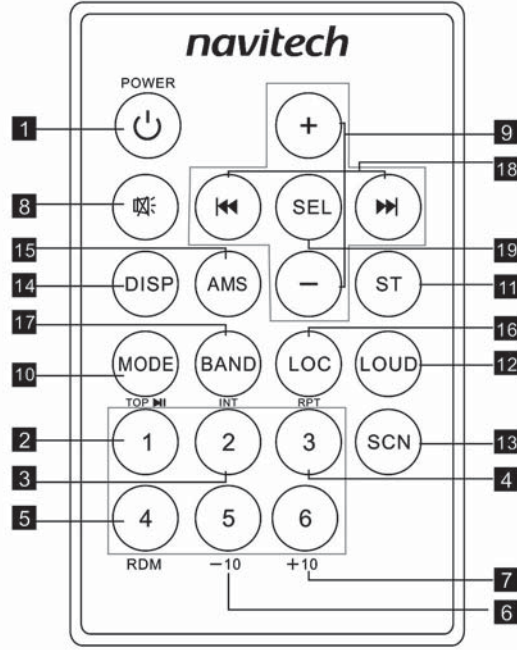 navitech
POWER
1
+
9
18
8
SEL
15
19
14
DISP
AMS
−
ST
11
17
16
10
MODE
BAND
LOC
LOUD
12
TOP
INT
RPT
2
1
2
3
SCN
13
3
4
5
4
5
6
RDM
−10
+10
7
6